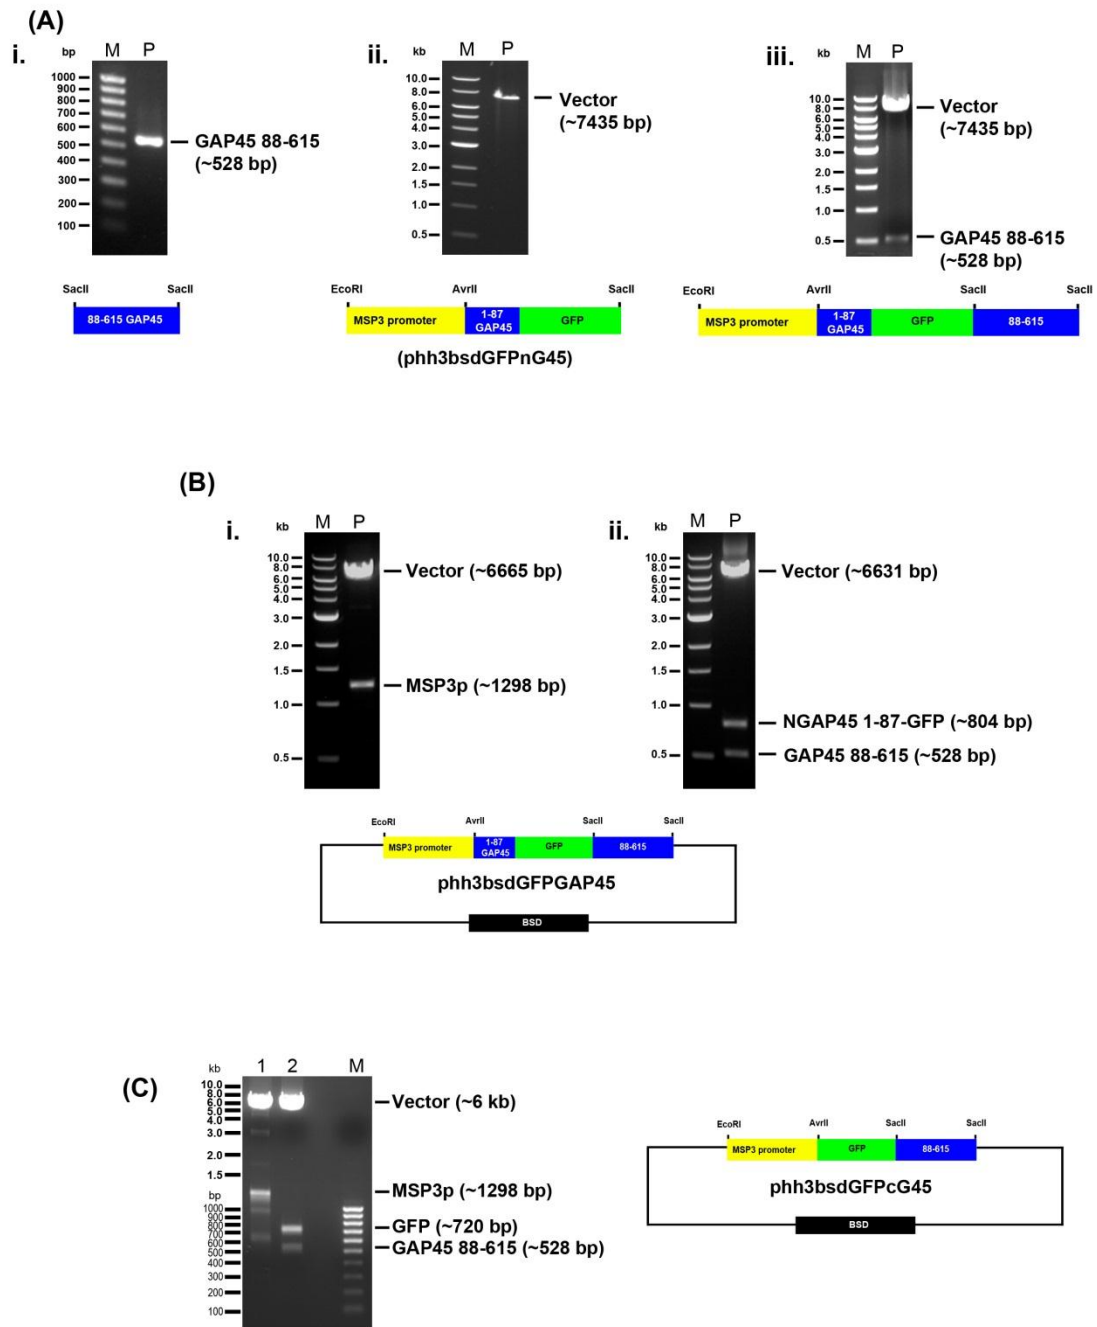 (A)
i.
bp
M P
1000
900
800
700
600
500
400
300
200
100
GAP45 88-615
(~528 bp)
SacII SacII
88-615 GAP45
ii.
kb
M P
10.0
8.0
6.0
5.0
4.0
3.0
2.0
1.5
1.0
0.5
Vector
(~7435 bp)
EcoRI AvrII SacII
MSP3 promoter
1-87
GAP45
GFP
(phh3bsdGFPnG45)
iii.
kb
M P
10.0
8.0
6.0
5.0
4.0
3.0
2.0
1.5
1.0
0.5
Vector
(~7435 bp)
GAP45 88-615
(~528 bp)
EcoRI AvrII SacII SacII
MSP3 promoter
1-87
GAP45
GFP
88-615
(B)
i.
kb
M P
10.0
8.0
6.0
5.0
4.0
3.0
2.0
1.5
1.0
0.5
Vector (~6665 bp)
MSP3p (~1298 bp)
ii.
kb
M P
10.0
8.0
6.0
5.0
4.0
3.0
2.0
1.5
1.0
0.5
Vector (~6631 bp)
NGAP45 1-87-GFP (~804 bp)
GAP45 88-615 (~528 bp)
EcoRI AvrII SacII SacII
MSP3 promoter
1-87
GAP45
GFP
88-615
phh3bsdGFPGAP45
BSD
(C)
kb
1 2 M
10.0
8.0
6.0
5.0
4.0
3.0
2.0
1.5
bp
1000
900
800
700
600
500
400
300
200
100
Vector (~6 kb)
MSP3p (~1298 bp)
GFP (~720 bp)
GAP45 88-615 (~528 bp)
EcoRI AvrII SacII SacII
MSP3 promoter
GFP
88-615
phh3bsdGFPcG45
BSD